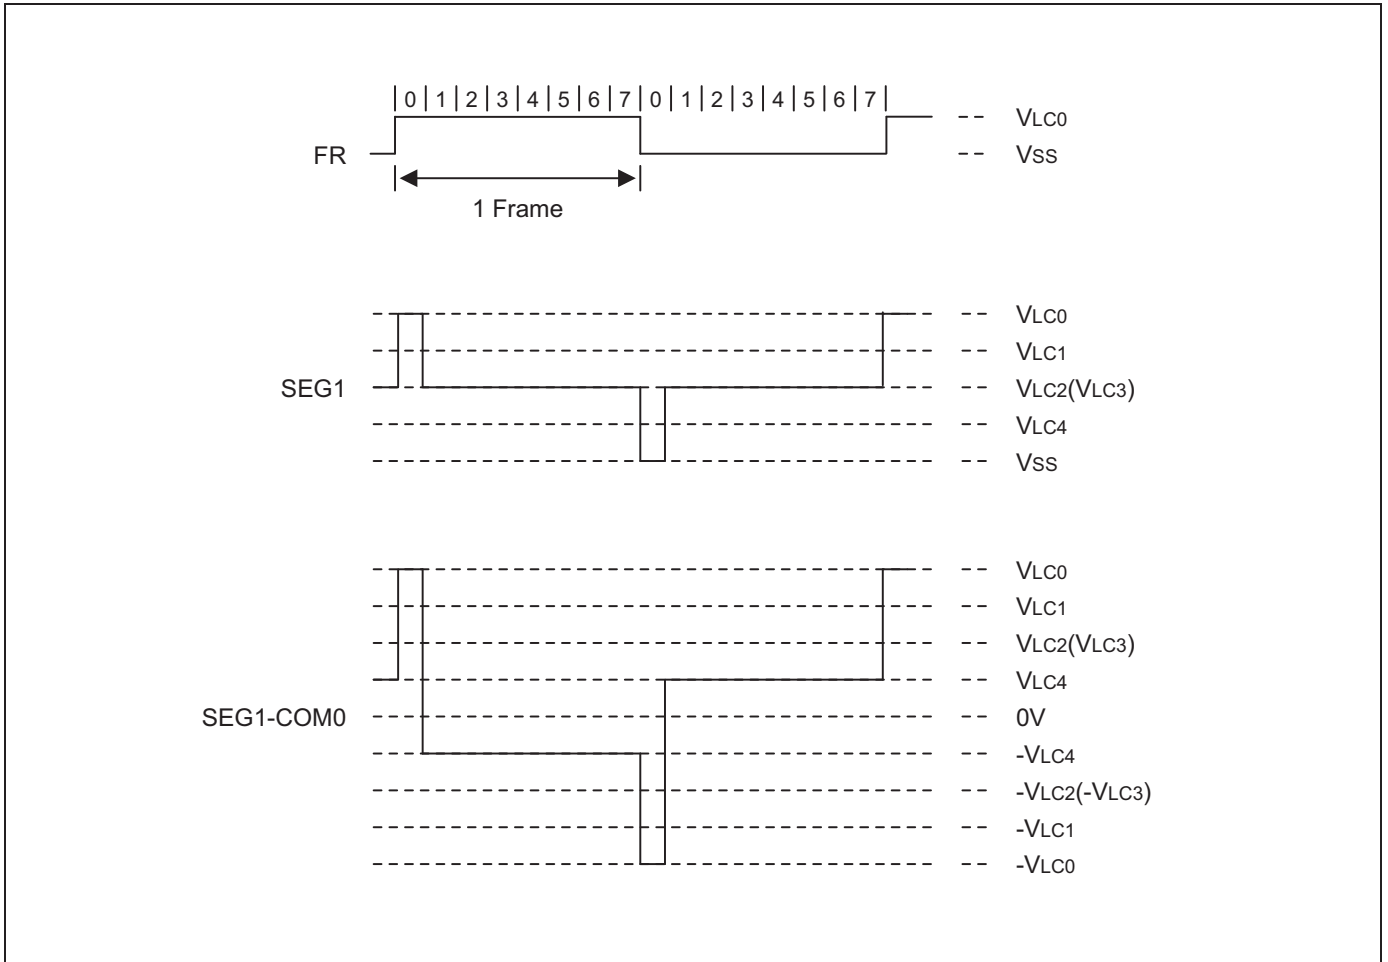 |0|1|2|3|4|5|6|7|0|1|2|3|4|5|6|7|
VLC0
FR
VSS
1 Frame
VLC0
VLC1
SEG1
VLC2(VLC3)
VLC4
VSS
VLC0
VLC1
VLC2(VLC3)
VLC4
SEG1-COM0
0V
-VLC4
-VLC2(-VLC3)
-VLC1
-VLC0